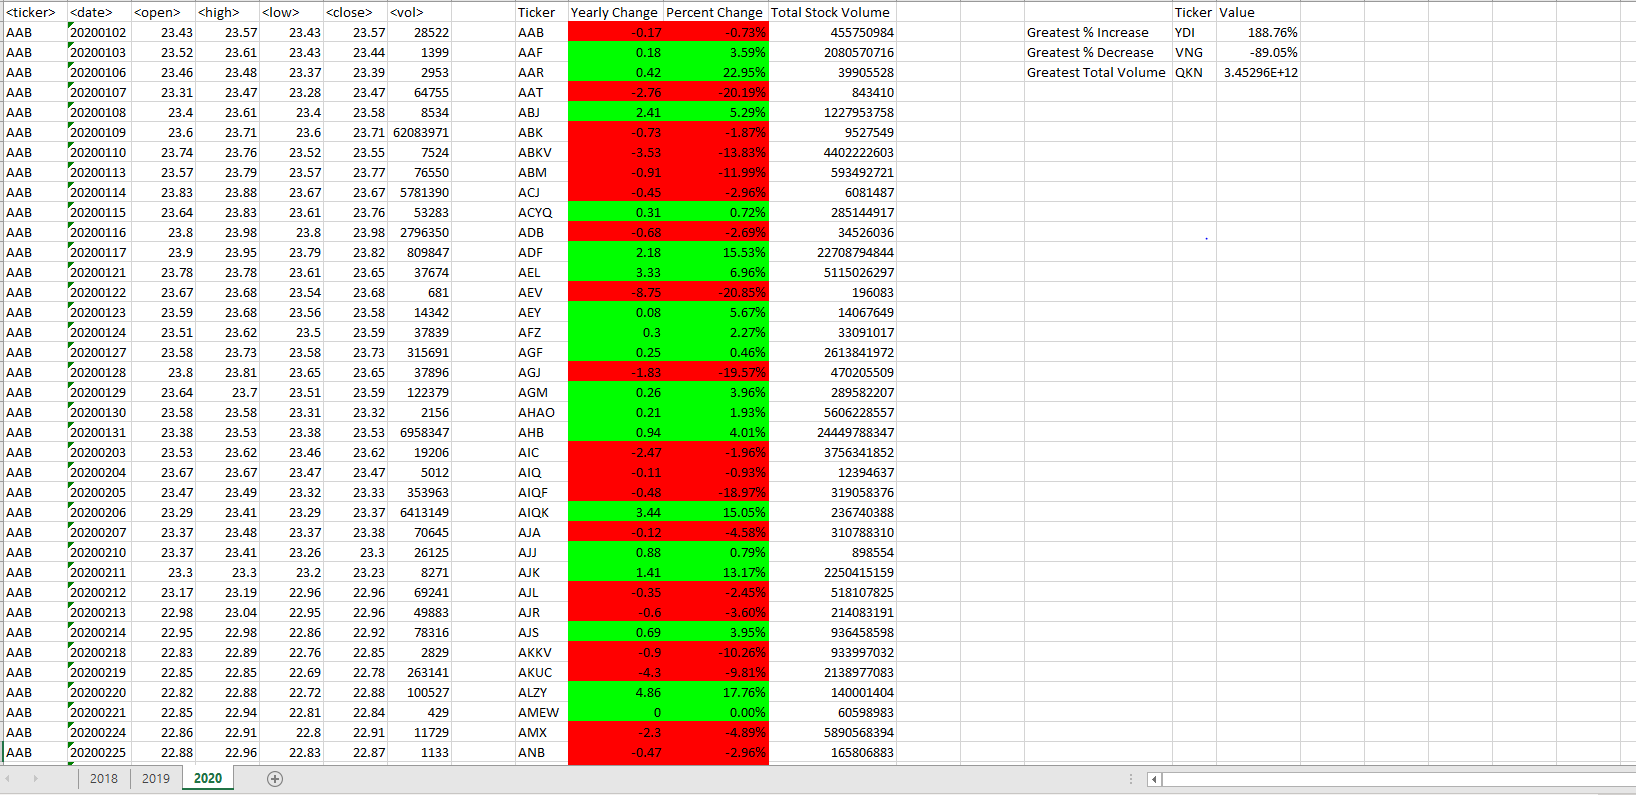 <ticker> <date> <open> <high> <low> <close> <vol> Ticker Yearly Change Percent Change Total Stock Volume Ticker Value
AAB 20200102 23.43 23.57 23.43 23.57 28522 AAB -0.17 -0.73% 455750984 Greatest % Increase YDI 188.76%
AAB 20200103 23.52 23.61 23.43 23.44 1399 AAF 0.18 3.59% 2080570716 Greatest % Decrease VNG -89.05%
AAB 20200106 23.46 23.48 23.37 23.39 2953 AAR 0.42 22.95% 39905528 Greatest Total Volume QKN 3.45296E+12
AAB 20200107 23.31 23.47 23.28 23.47 64755 AAT -2.76 -20.19% 843410
AAB 20200108 23.4 23.61 23.4 23.58 8534 ABJ 2.41 5.29% 1227953758
AAB 20200109 23.6 23.71 23.6 23.71 62083971 ABK -0.73 -1.87% 9527549
AAB 20200110 23.74 23.76 23.52 23.55 7524 ABKV -3.53 -13.83% 4402222603
AAB 20200113 23.57 23.79 23.57 23.77 76550 ABM -0.91 -11.99% 593492721
AAB 20200114 23.83 23.88 23.67 23.67 5781390 ACJ -0.45 -2.96% 6081487
AAB 20200115 23.64 23.83 23.61 23.76 53283 ACYQ 0.31 0.72% 285144917
AAB 20200116 23.8 23.98 23.8 23.98 2796350 ADB -0.68 -2.69% 34526036
AAB 20200117 23.9 23.95 23.79 23.82 809847 ADF 2.18 15.53% 22708794844
AAB 20200121 23.78 23.78 23.61 23.65 37674 AEL 3.33 6.96% 5115026297
AAB 20200122 23.67 23.68 23.54 23.68 681 AEV -8.75 -20.85% 196083
AAB 20200123 23.59 23.68 23.56 23.58 14342 AEY 0.08 5.67% 14067649
AAB 20200124 23.51 23.62 23.5 23.59 37839 AFZ 0.3 2.27% 33091017
AAB 20200127 23.58 23.73 23.58 23.73 315691 AGF 0.25 0.46% 2613841972
AAB 20200128 23.8 23.81 23.65 23.65 37896 AGJ -1.83 -19.57% 470205509
AAB 20200129 23.64 23.7 23.51 23.59 122379 AGM 0.26 3.96% 289582207
AAB 20200130 23.58 23.58 23.31 23.32 2156 AHAO 0.21 1.93% 5606228557
AAB 20200131 23.38 23.53 23.38 23.53 6958347 AHB 0.94 4.01% 24449788347
AAB 20200203 23.53 23.62 23.46 23.62 19206 AIC -2.47 -1.96% 3756341852
AAB 20200204 23.67 23.67 23.47 23.47 5012 AIQ -0.11 -0.93% 12394637
AAB 20200205 23.47 23.49 23.32 23.33 353963 AIQF -0.48 -18.97% 319058376
AAB 20200206 23.29 23.41 23.29 23.37 6413149 AIQK 3.44 15.05% 236740388
AAB 20200207 23.37 23.48 23.37 23.38 70645 AJA -0.12 -4.58% 310788310
AAB 20200210 23.37 23.41 23.26 23.3 26125 AJJ 0.88 0.79% 898554
AAB 20200211 23.3 23.3 23.2 23.23 8271 AJK 1.41 13.17% 2250415159
AAB 20200212 23.17 23.19 22.96 22.96 69241 AJL -0.35 -2.45% 518107825
AAB 20200213 22.98 23.04 22.95 22.96 49883 AJR -0.6 -3.60% 214083191
AAB 20200214 22.95 22.98 22.86 22.92 78316 AJS 0.69 3.95% 936458598
AAB 20200218 22.83 22.89 22.76 22.85 2829 AKKV -0.9 -10.26% 933997032
AAB 20200219 22.85 22.85 22.69 22.78 263141 AKUC -4.3 -9.81% 2138977083
AAB 20200220 22.82 22.88 22.72 22.88 100527 ALZY 4.86 17.76% 140001404
AAB 20200221 22.85 22.94 22.81 22.84 429 AMEW 0 0.00% 60598983
AAB 20200224 22.86 22.91 22.8 22.91 11729 AMX -2.3 -4.89% 5890568394
AAB 20200225 22.88 22.96 22.83 22.87 1133 ANB -0.47 -2.96% 165806883
2018 2019 2020